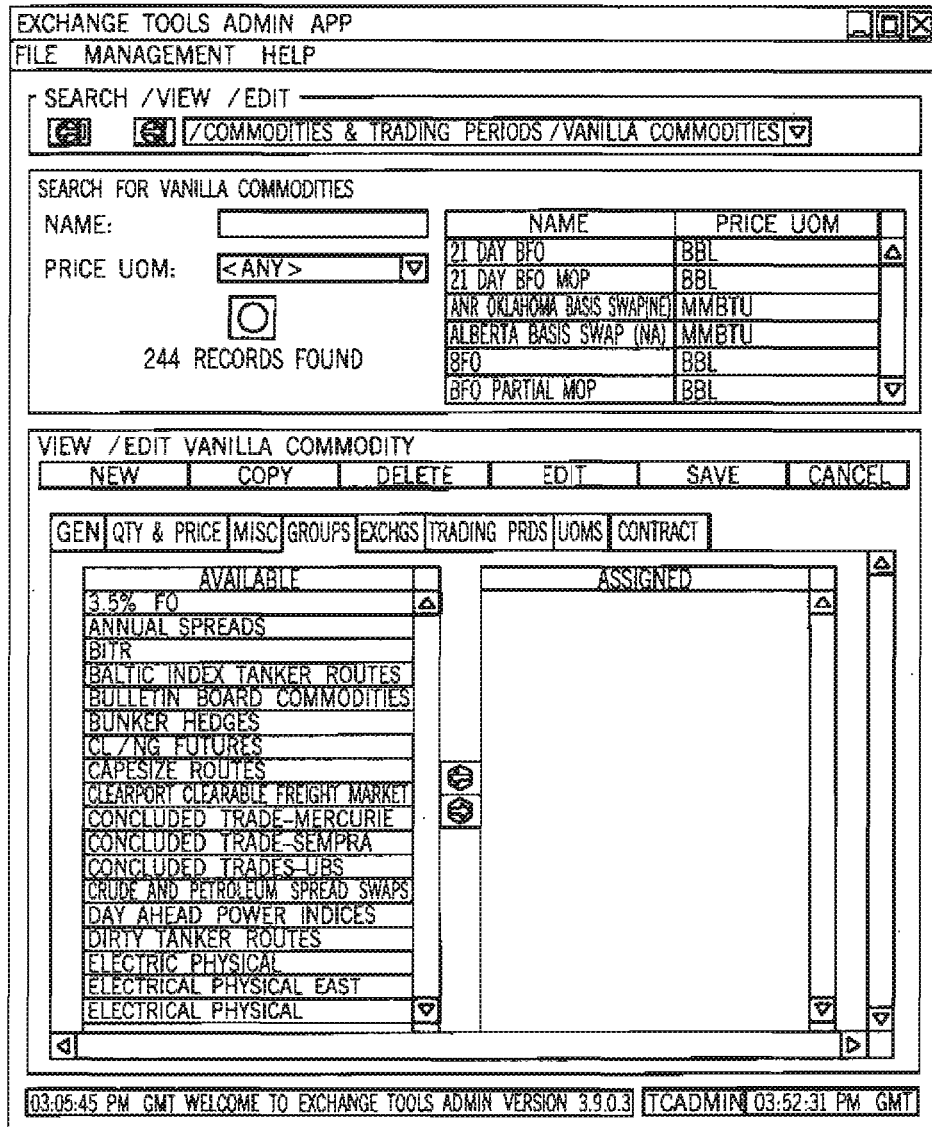 EXCHANGE TOOLS ADMIN APP
FILE MANAGEMENT HELP
SEARCH /VIEW /EDIT
/COMMODITIES & TRADING PERIODS /VANILLA COMMODITIES
SEARCH FOR VANILLA COMMODITIES
NAME:
PRICE UOM: <ANY>
244 RECORDS FOUND
NAME PRICE UOM
21 DAY BFO BBL
21 DAY BFO MOP BBL
ANR OKLAHOMA BASIS SWAP(NE) MMBTU
ALBERTA BASIS SWAP (NA) MMBTU
BFO BBL
BFO PARTIAL MOP BBL
VIEW /EDIT VANILLA COMMODITY
NEW COPY DELETE EDIT SAVE CANCEL
GEN QTY & PRICE MISC GROUPS EXCHGS TRADING PRDS UOMS CONTRACT
AVAILABLE ASSIGNED
3.5% FO
ANNUAL SPREADS
BITR
BALTIC INDEX TANKER ROUTES
BULLETIN BOARD COMMODITIES
BUNKER HEDGES
CL/NG FUTURES
CAPESIZE ROUTES
CLEARPORT CLEARABLE FREIGHT MARKET
CONCLUDED TRADE-MERCURIE
CONCLUDED TRADE-SEMPRA
CONCLUDED TRADES-UBS
CRUDE AND PETROLEUM SPREAD SWAPS
DAY AHEAD POWER INDICES
DIRTY TANKER ROUTES
ELECTRIC PHYSICAL
ELECTRICAL PHYSICAL EAST
ELECTRICAL PHYSICAL
03:05:45 PM GMT WELCOME TO EXCHANGE TOOLS ADMIN VERSION 3.9.0.3 TCADMIN 03:52:31 PM GMT